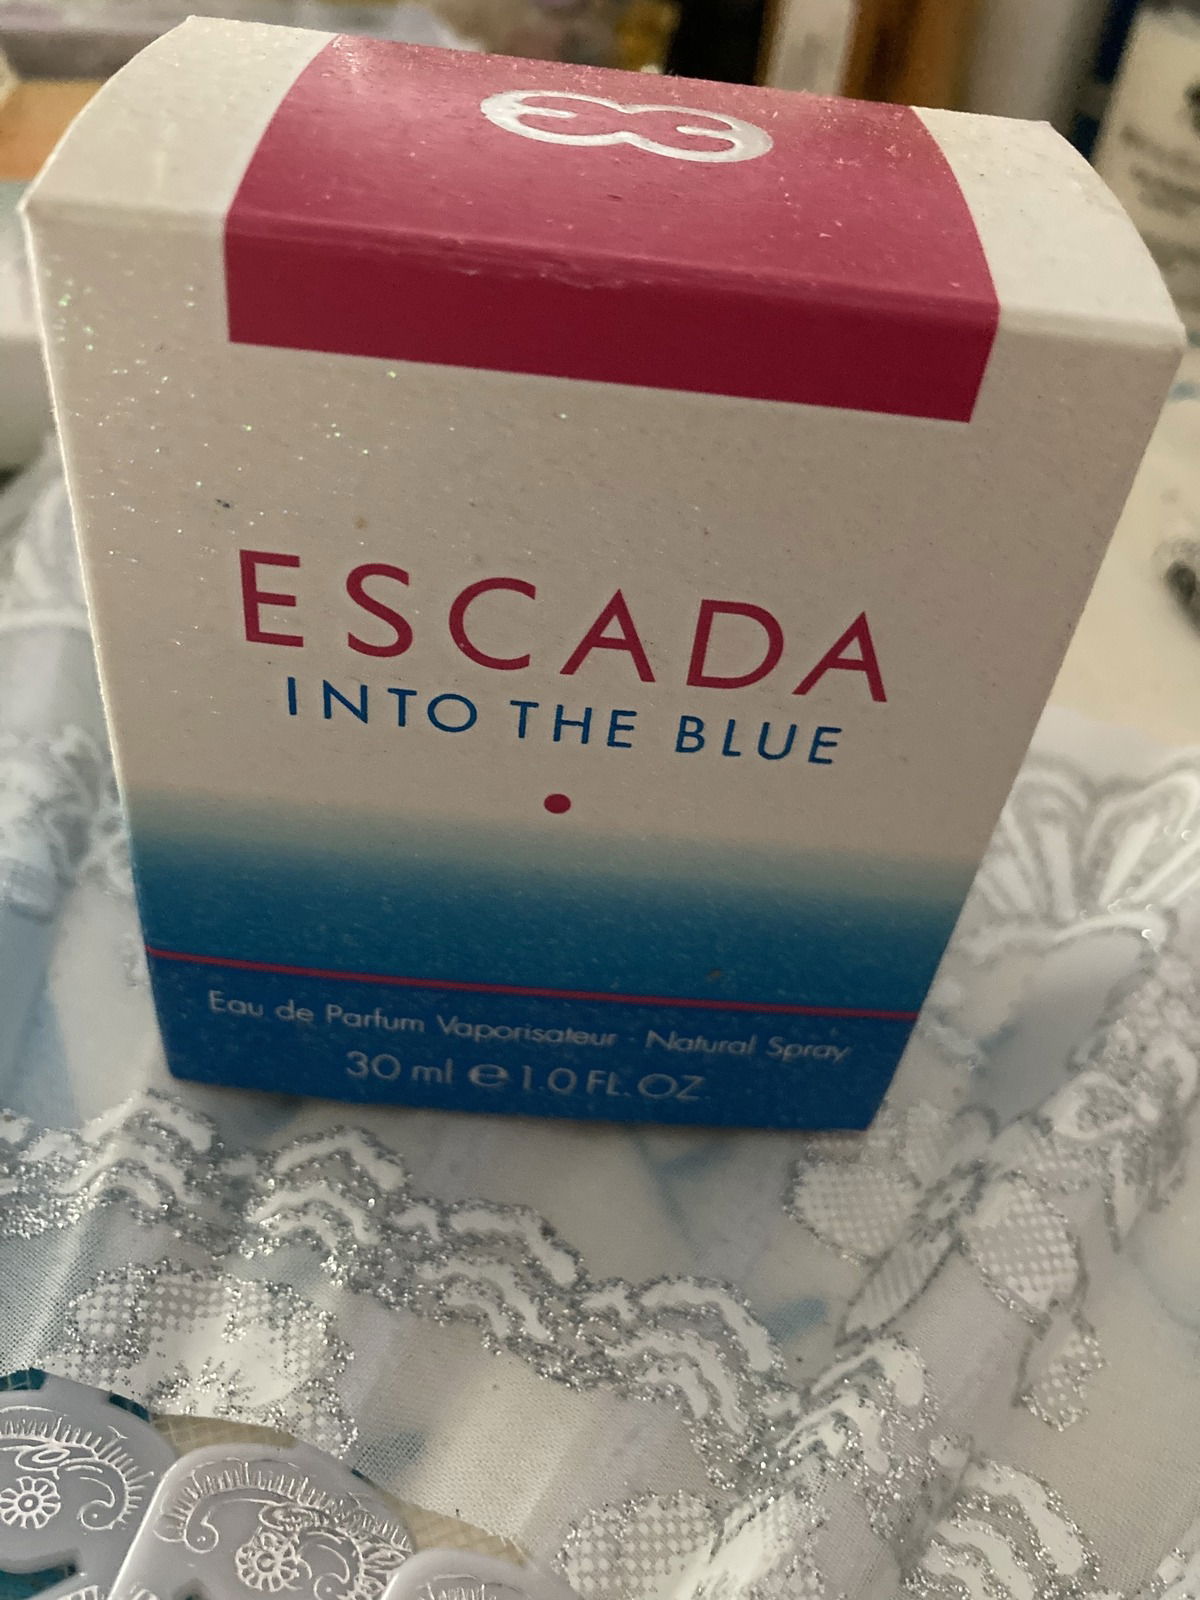 ESCADA
INTO THE BLUE
Eau de Parfum Vaporisateur · Natural Spray
30 ml e 1.0 FL. OZ.